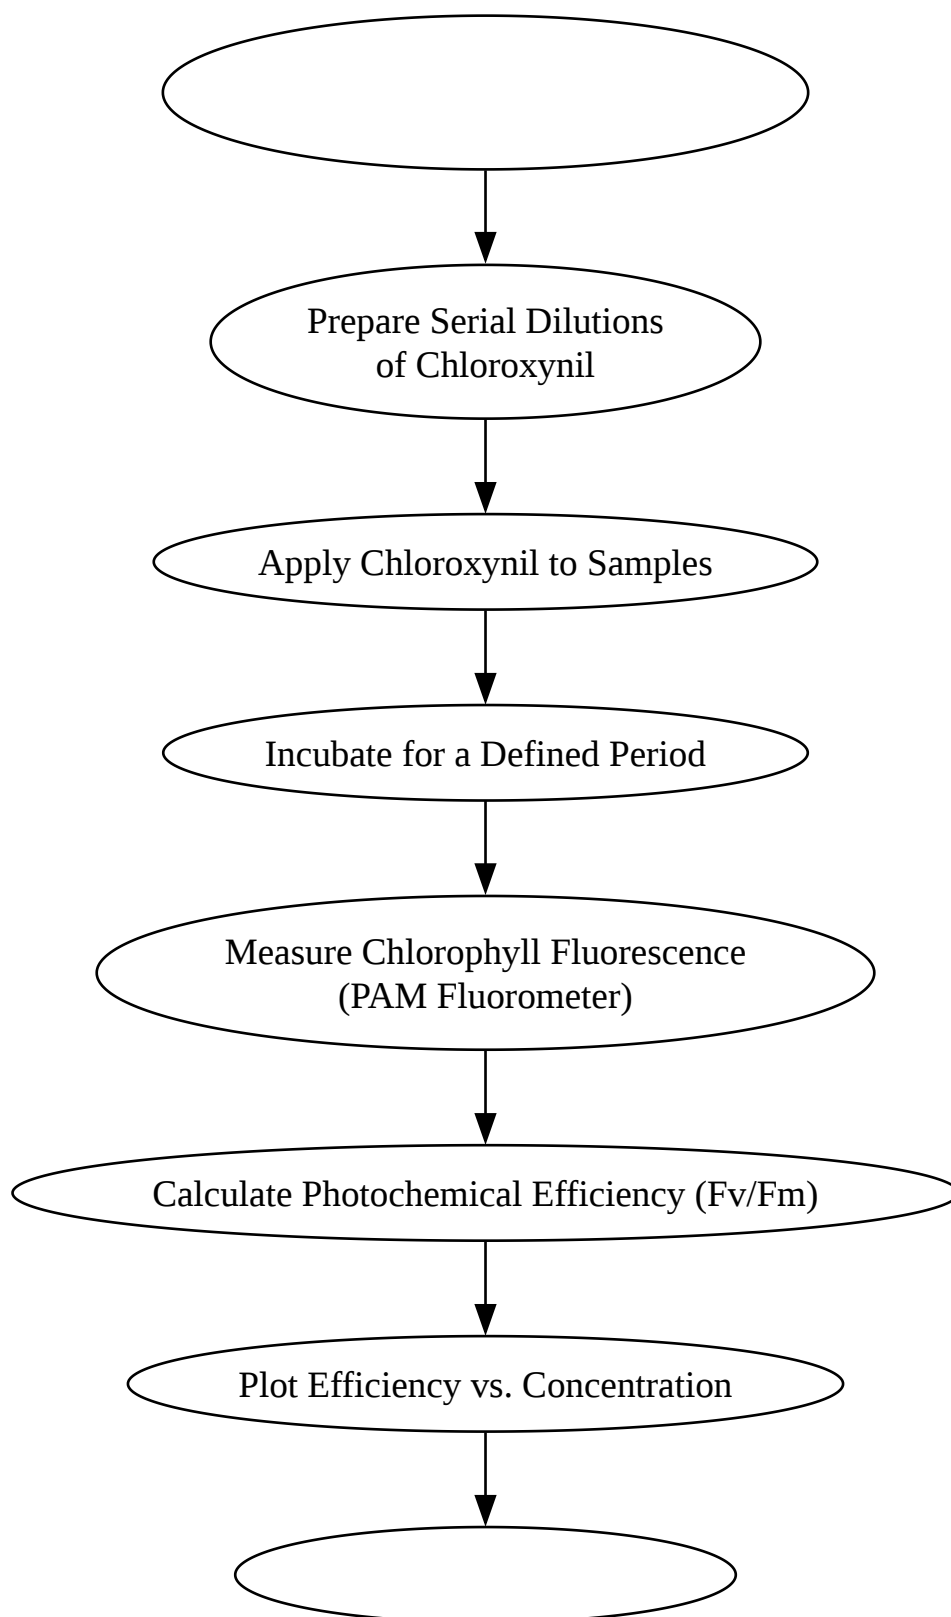 Prepare Serial Dilutions
of Chloroxynil
Apply Chloroxynil to Samples
Incubate for a Defined Period
Measure Chlorophyll Fluorescence
(PAM Fluorometer)
Calculate Photochemical Efficiency (Fv/Fm)
Plot Efficiency vs. Concentration